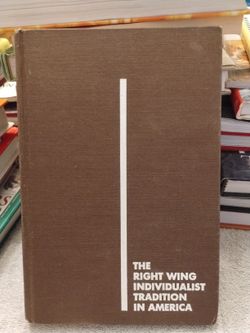 THE
RIGHT WING
INDIVIDUALIST
TRADITION
IN AMERICA